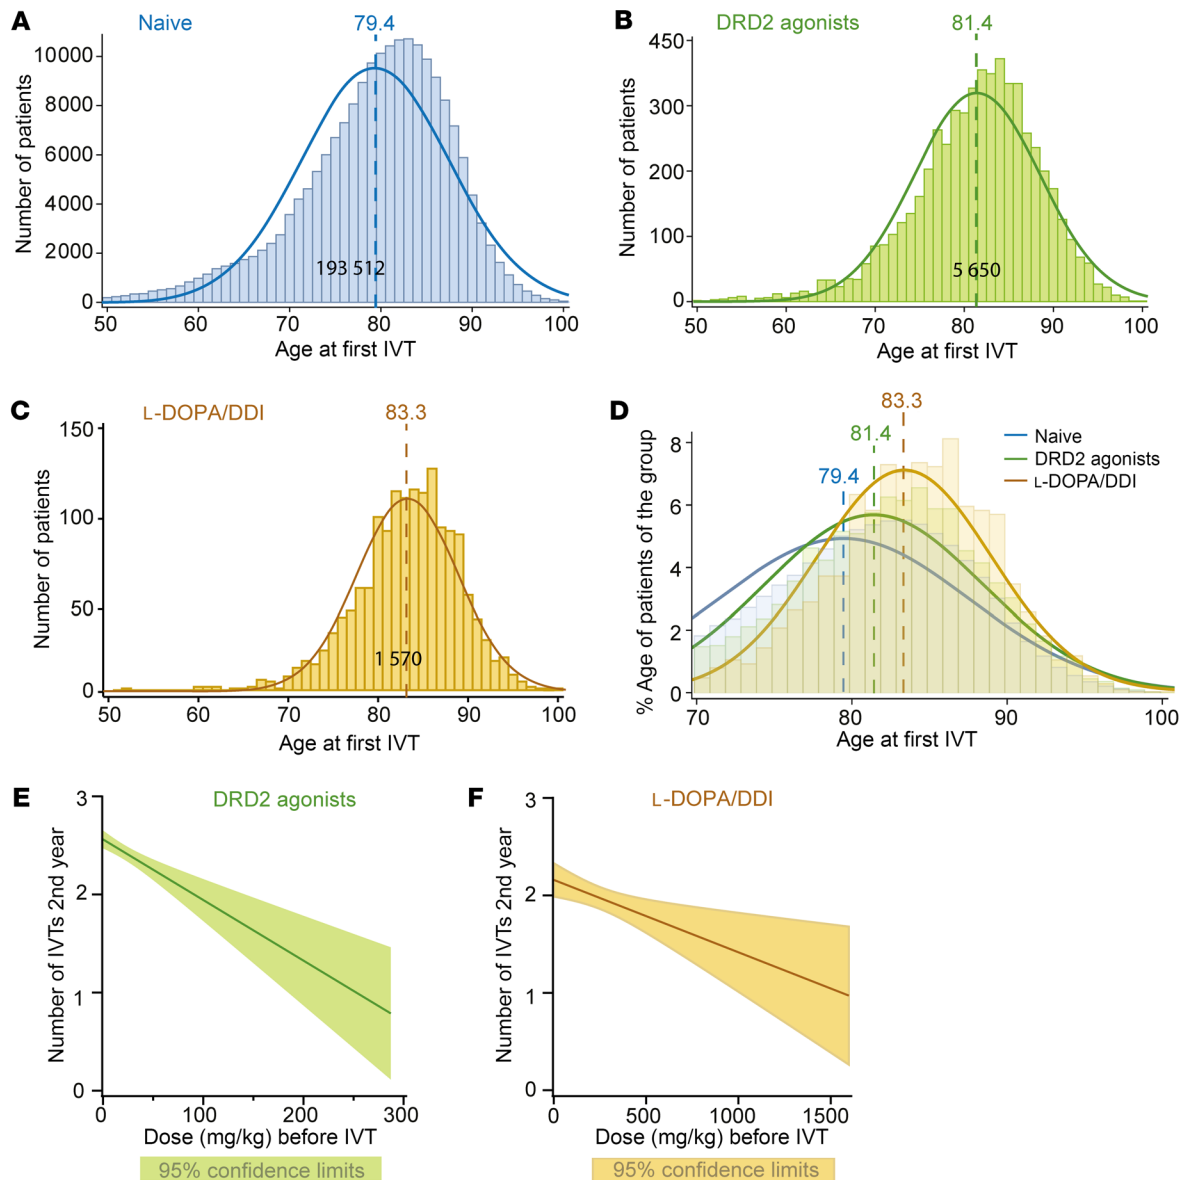 A
Naive
79.4
Number of patients
10000
8000
6000
4000
2000
0
193 512
50 60 70 80 90 100
Age at first IVT
B
DRD2 agonists
81.4
Number of patients
450
300
200
100
0
5 650
50 60 70 80 90 100
Age at first IVT
C
L-DOPA/DDI
83.3
Number of patients
150
100
50
0
1 570
50 60 70 80 90 100
Age at first IVT
D
83.3
81.4
79.4
Naive
DRD2 agonists
L-DOPA/DDI
% Age of patients of the group
8
6
4
2
0
70 80 90 100
Age at first IVT
E
DRD2 agonists
Number of IVTs 2nd year
3
2
1
0
0 100 200 300
Dose (mg/kg) before IVT
95% confidence limits
F
L-DOPA/DDI
Number of IVTs 2nd year
3
2
1
0
0 500 1000 1500
Dose (mg/kg) before IVT
95% confidence limits